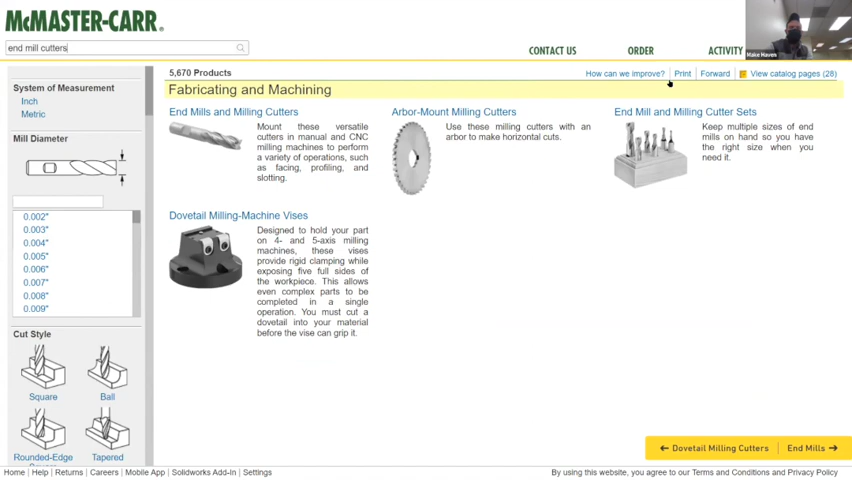 McMASTER-CARR®
end mill cutters
CONTACT US
ORDER
ACTIVITY
Make Haven
System of Measurement
Inch
Metric
Mill Diameter
0.002"
0.003"
0.004"
0.005"
0.006"
0.007"
0.008"
0.009"
Cut Style
Square
Ball
Rounded-Edge
Tapered
5,670 Products
How can we improve?
Print
Forward
View catalog pages (28)
Fabricating and Machining
End Mills and Milling Cutters
Mount these versatile
cutters in manual and CNC
milling machines to perform
a variety of operations, such
as facing, profiling, and
slotting.
Arbor-Mount Milling Cutters
Use these milling cutters with an
arbor to make horizontal cuts.
End Mill and Milling Cutter Sets
Keep multiple sizes of end
mills on hand so you have
the right size when you
need it.
Dovetail Milling-Machine Vises
Designed to hold your part
on 4- and 5-axis milling
machines, these vises
provide rigid clamping while
exposing five full sides of
the workpiece. This allows
even complex parts to be
completed in a single
operation. You must cut a
dovetail into your material
before the vise can grip it.
← Dovetail Milling Cutters
End Mills →
Home | Help | Returns | Careers | Mobile App | Solidworks Add-In | Settings
By using this website, you agree to our Terms and Conditions and Privacy Policy